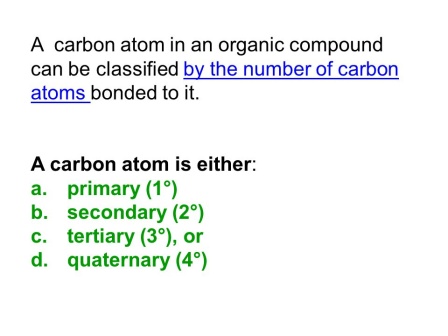 A  carbon atom in an organic compound
can be classified by the number of carbon
atoms bonded to it.
A carbon atom is either:
a. primary (1°)
b. secondary (2°)
c. tertiary (3°), or
d. quaternary (4°)